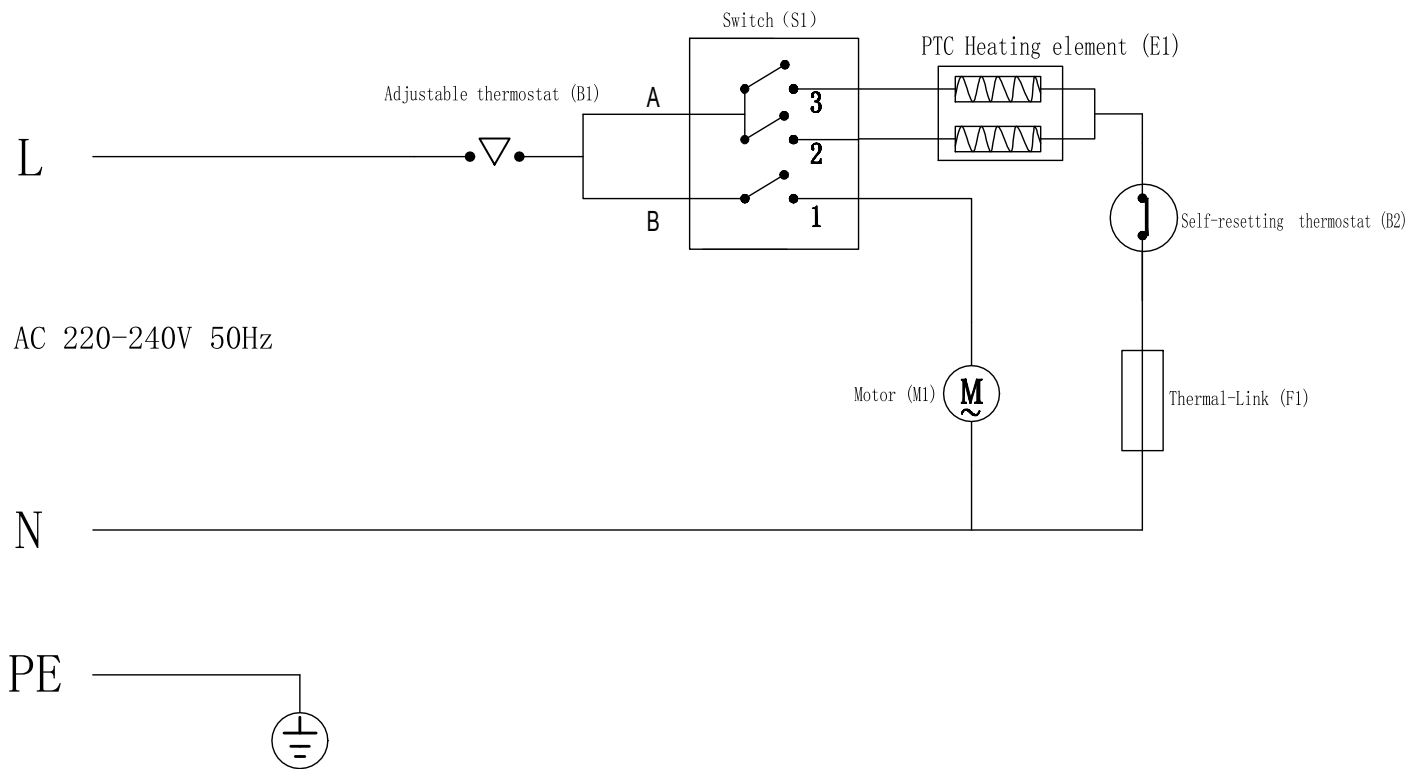 Switch (S1)
PTC Heating element (E1)
Adjustable thermostat (B1)
A
3
L
2
B
1
Self-resetting thermostat (B2)
AC 220-240V 50Hz
Motor (M1)
M
~
Thermal-Link (F1)
N
PE